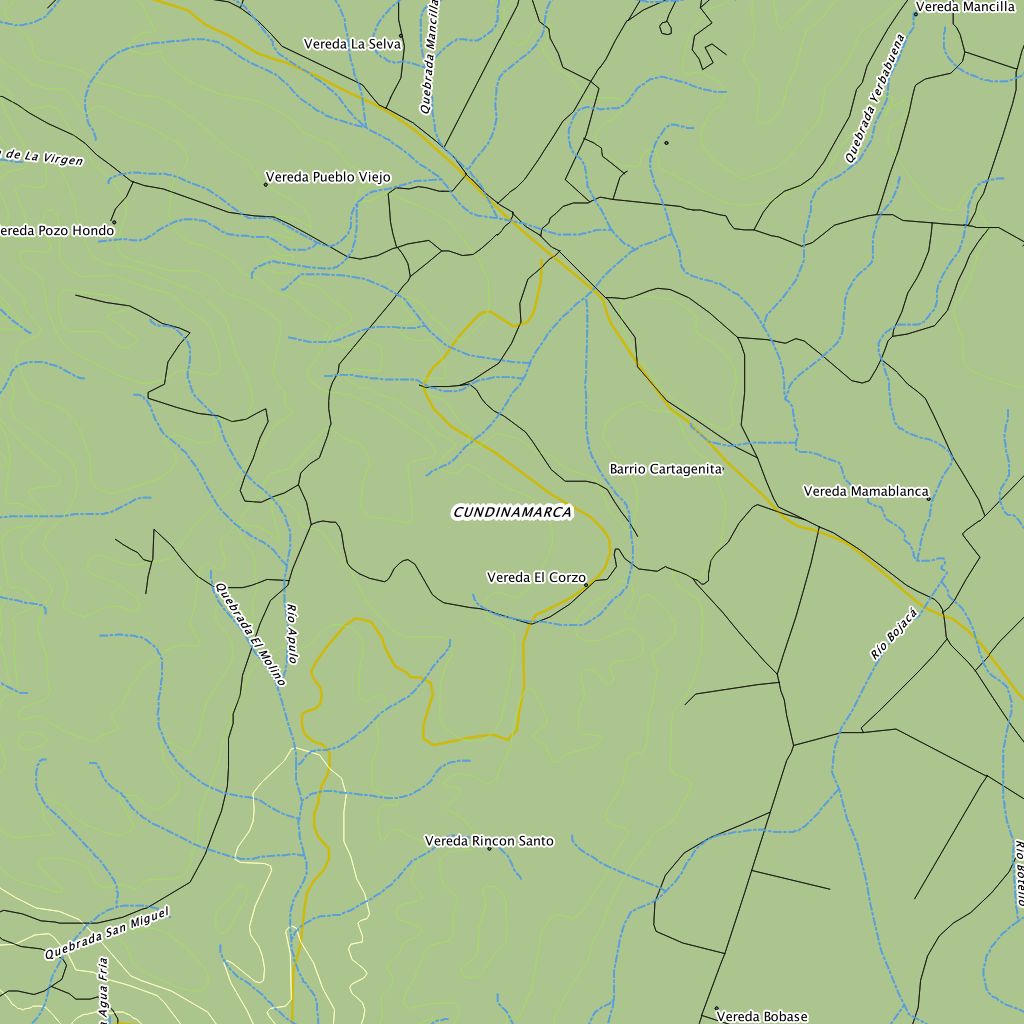 Vereda Mancilla
Vereda La Selva
Quebrada Mancilla
Quebrada Yerbabuena
de La Virgen
Vereda Pueblo Viejo
ereda Pozo Hondo
Barrio Cartagenita
Vereda Mamablanca
CUNDINAMARCA
Vereda El Corzo
Quebrada El Molino
Río Apulo
Río Bojacá
Vereda Rincon Santo
Río Botello
Quebrada San Miguel
Agua Fria
Vereda Bobase